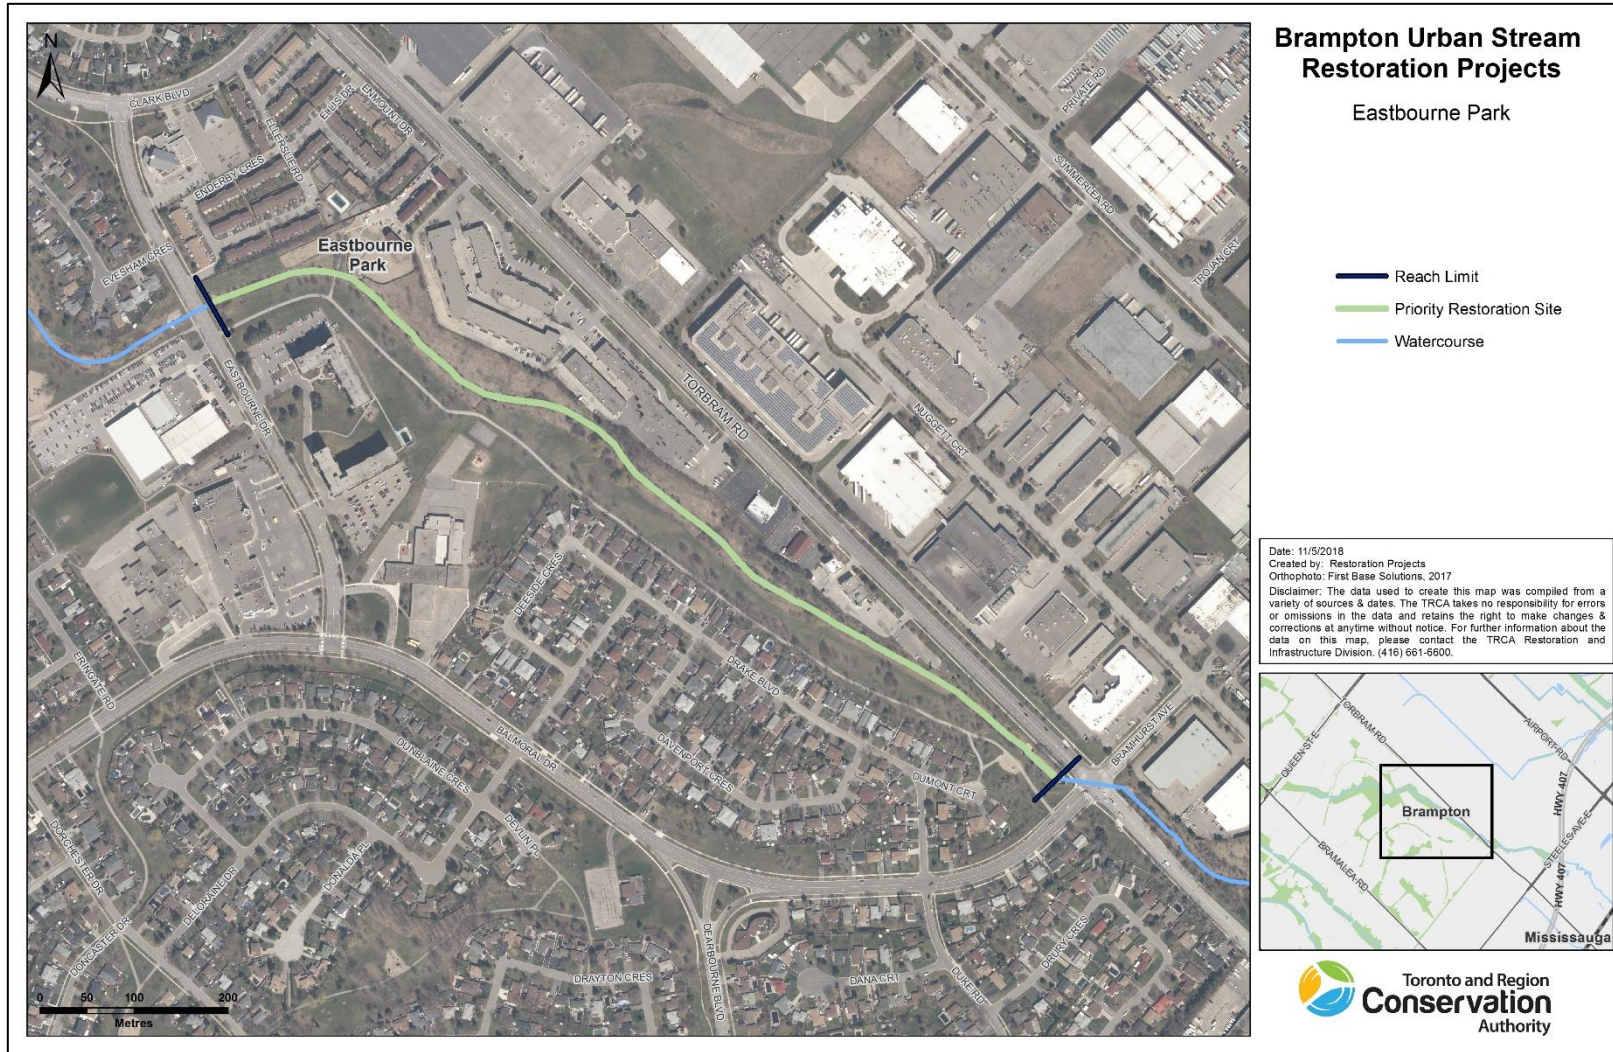 Brampton Urban Stream
Restoration Projects
Eastbourne Park
N
CLARK BLVD
ELLERSLIE RD
ELLIS DR
ENMOUNT DR
ENDERBY CRES
EVESHAM CRES
Eastbourne
Park
EASTBOURNE DR
TORBRAM RD
PRIVATE RD
SUMMERLEA RD
TROJAN CRT
NUGGETT CRT
BRAMHURST AVE
ERINGATE RD
DEESIDE CRES
DRAKE BLVD
DAVENPORT CRES
DUMONT CRT
BALMORAL DR
DUNBLAINE CRES
DEVLIN PL
DONALDA PL
DELORAINE DR
DORCHESTER DR
DONCASTER DR
DEARBOURNE BLVD
DRAYTON CRES
DANA CRT
DUKE RD
DRURY CRES
0 50 100 200
Metres
Reach Limit
Priority Restoration Site
Watercourse
Date: 11/5/2018
Created by: Restoration Projects
Orthophoto: First Base Solutions, 2017
Disclaimer: The data used to create this map was compiled from a
variety of sources & dates. The TRCA takes no responsibility for errors
or omissions in the data and retains the right to make changes &
corrections at anytime without notice. For further information about the
data on this map, please contact the TRCA Restoration and
Infrastructure Division. (416) 661-6600.
QUEEN ST E
ORBRAM RD
AIRPORT RD
HWY 407
Brampton
STEELES AVE E
BRAMALEA RD
HWY 407
Mississauga
Toronto and Region
Conservation
Authority